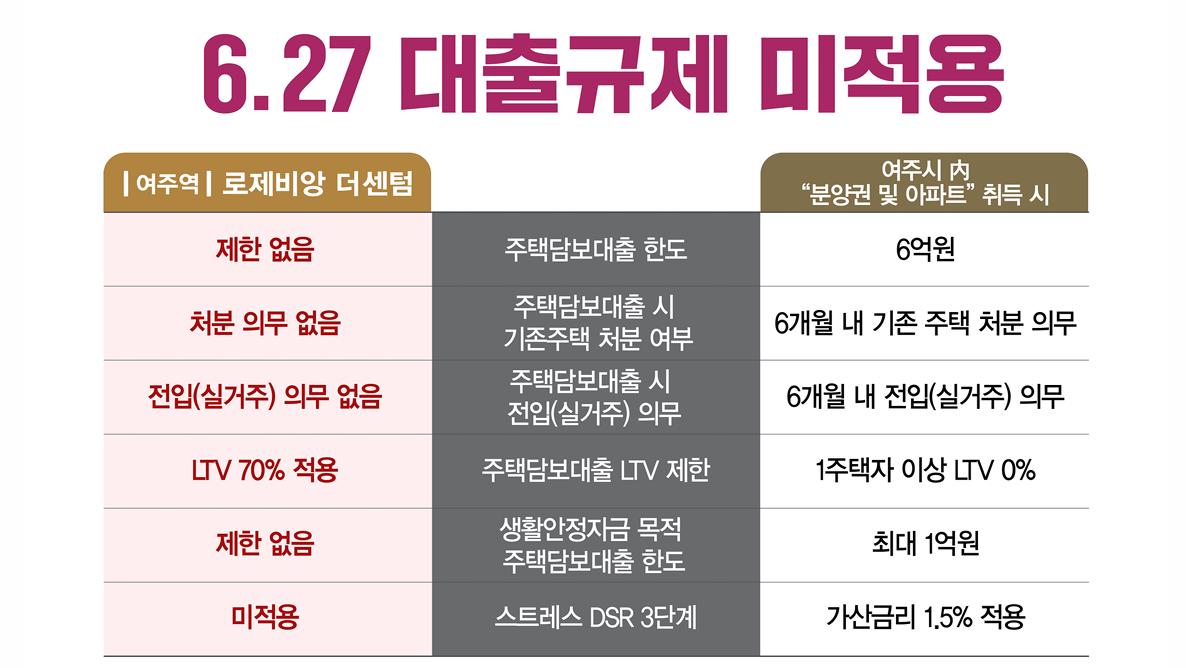 6.27 대출규제 미적용
| 여주역 | 로제비앙 더센텀
여주시 內
“분양권 및 아파트” 취득 시
제한 없음
주택담보대출 한도
6억원
처분 의무 없음
주택담보대출 시
기존주택 처분 여부
6개월 내 기존 주택 처분 의무
전입(실거주) 의무 없음
주택담보대출 시
전입(실거주) 의무
6개월 내 전입(실거주) 의무
LTV 70% 적용
주택담보대출 LTV 제한
1주택자 이상 LTV 0%
제한 없음
생활안정자금 목적
주택담보대출 한도
최대 1억원
미적용
스트레스 DSR 3단계
가산금리 1.5% 적용